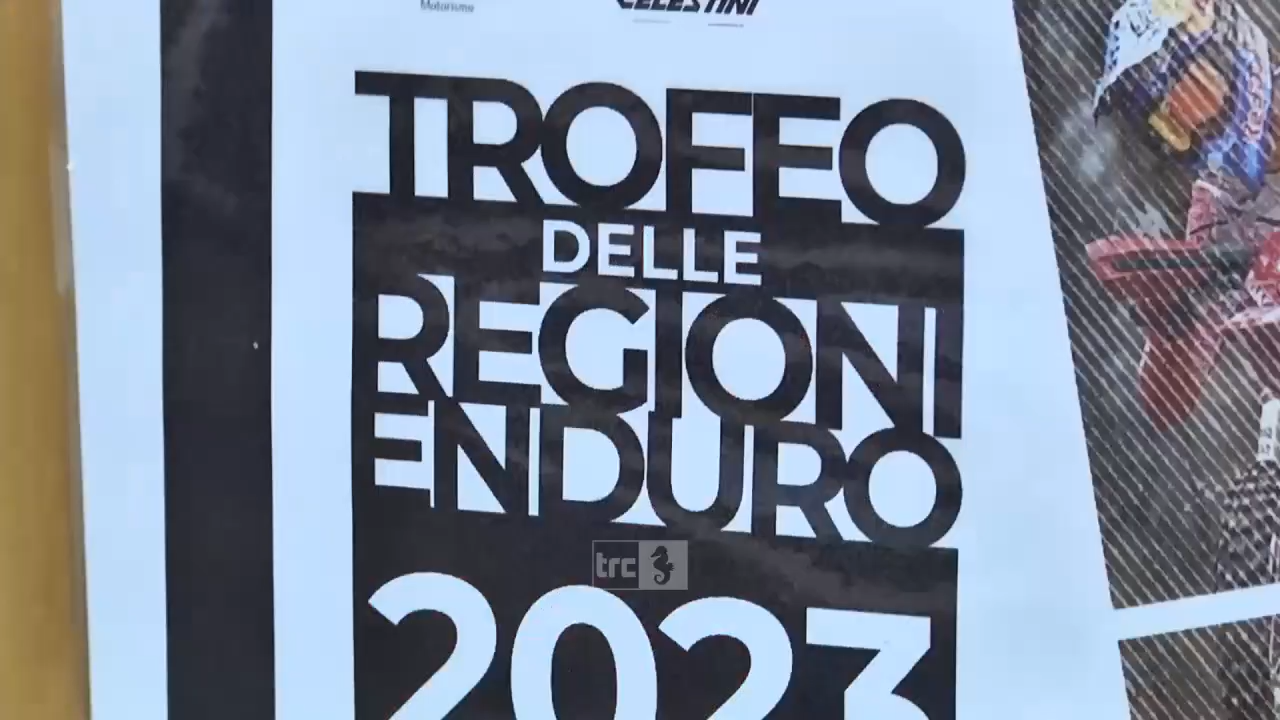 Motorismo
CELESTINI
TROFEO
DELLE
REGIONI
ENDURO
trc
2023